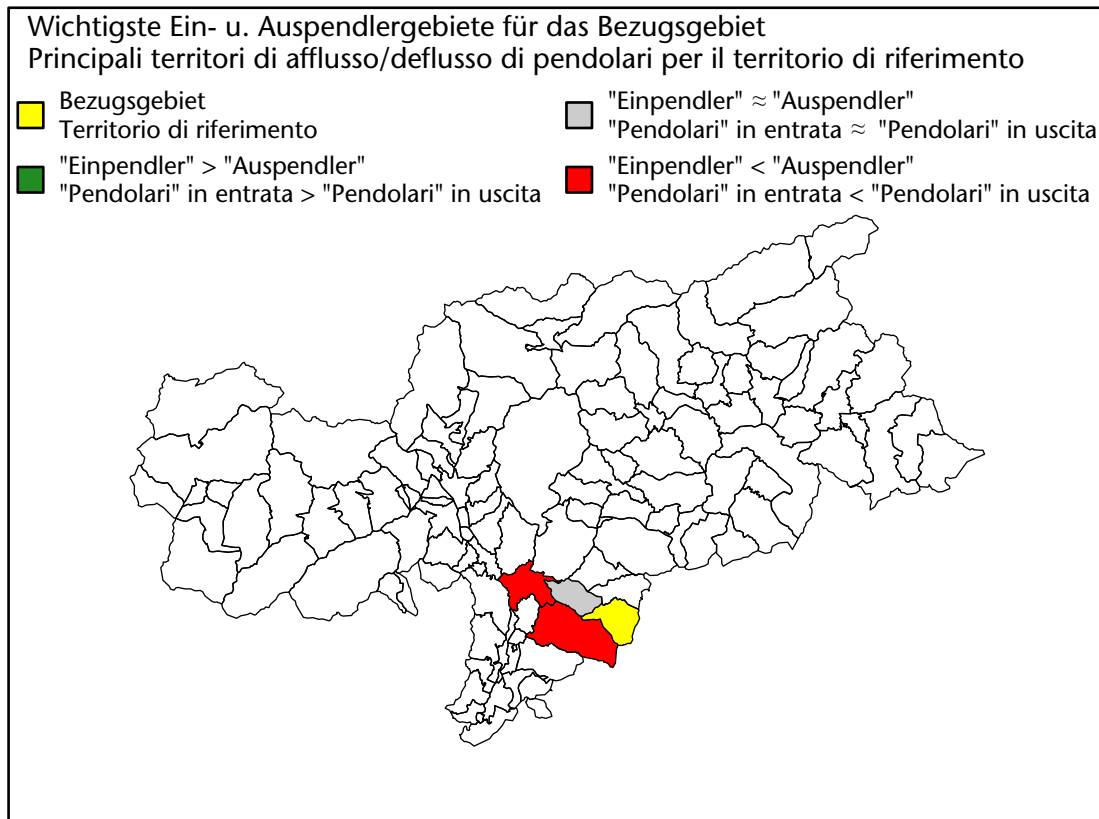 Wichtigste Ein- u. Auspendlergebiete für das Bezugsgebiet
Principali territori di afflusso/deflusso di pendolari per il territorio di riferimento
Bezugsgebiet
Territorio di riferimento
"Einpendler" > "Auspendler"
"Pendolari" in entrata > "Pendolari" in uscita
"Einpendler" ≈ "Auspendler"
"Pendolari" in entrata ≈ "Pendolari" in uscita
"Einpendler" < "Auspendler"
"Pendolari" in entrata < "Pendolari" in uscita